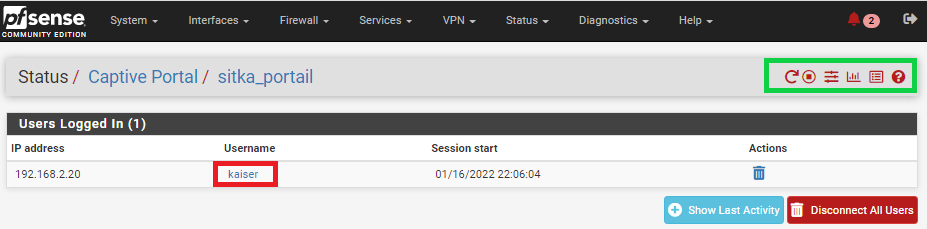 pfsense
COMMUNITY EDITION
System Interfaces Firewall Services VPN Status Diagnostics Help 2
Status / Captive Portal / sitka_portail
Users Logged In (1)
IP address Username Session start Actions
192.168.2.20 kaiser 01/16/2022 22:06:04
Show Last Activity Disconnect All Users